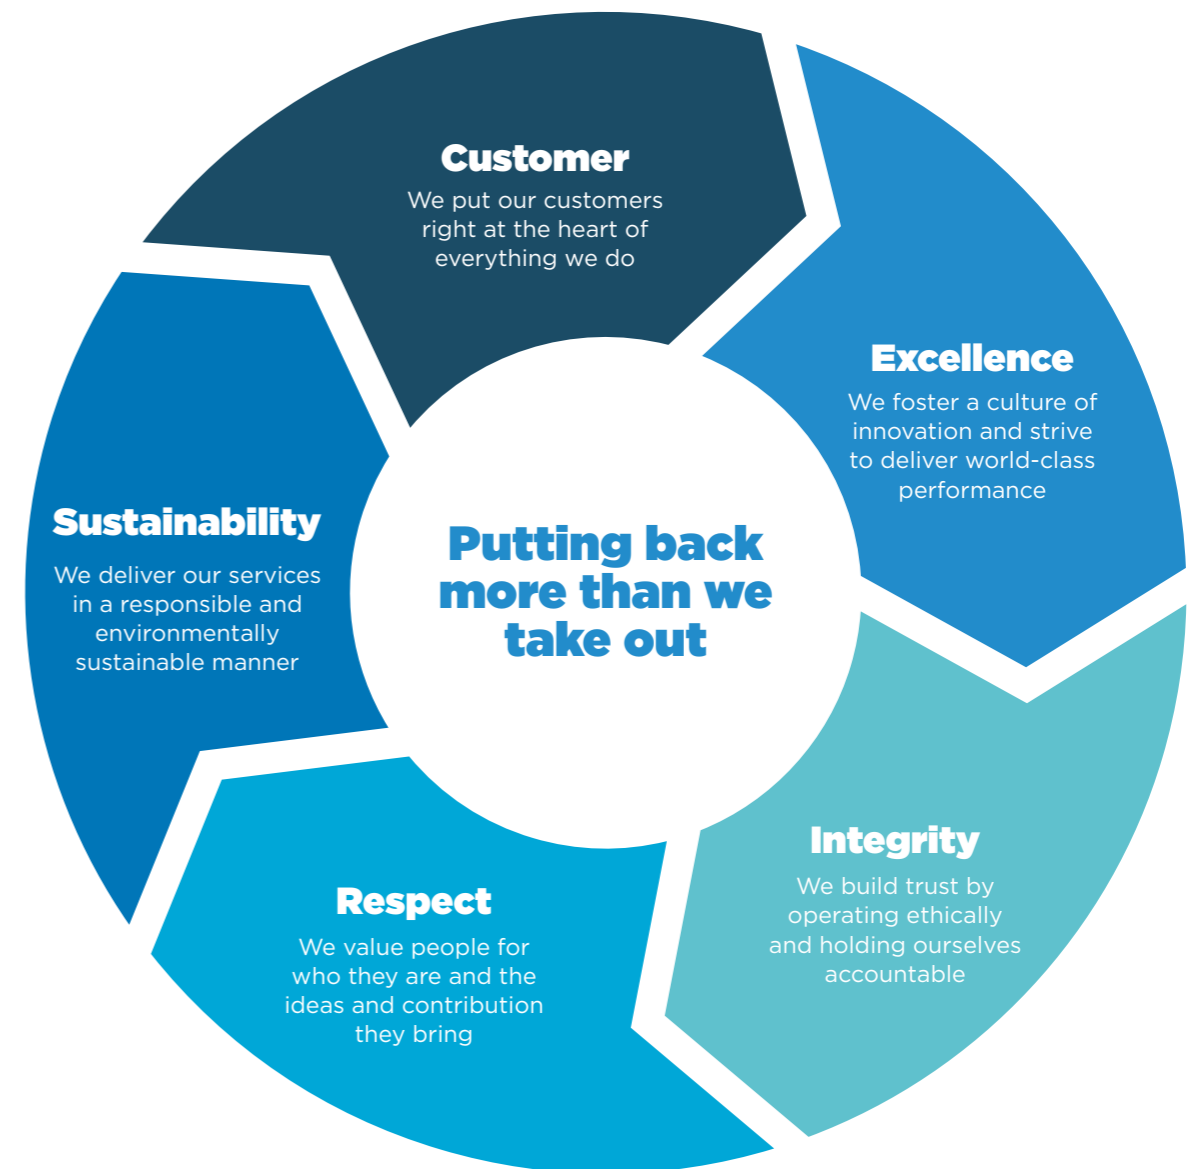 Customer
We put our customers
right at the heart of
everything we do
Excellence
We foster a culture of
innovation and strive
to deliver world-class
performance
Integrity
We build trust by
operating ethically
and holding ourselves
accountable
Respect
We value people for
who they are and the
ideas and contribution
they bring
Sustainability
We deliver our services
in a responsible and
environmentally
sustainable manner
Putting back
more than we
take out